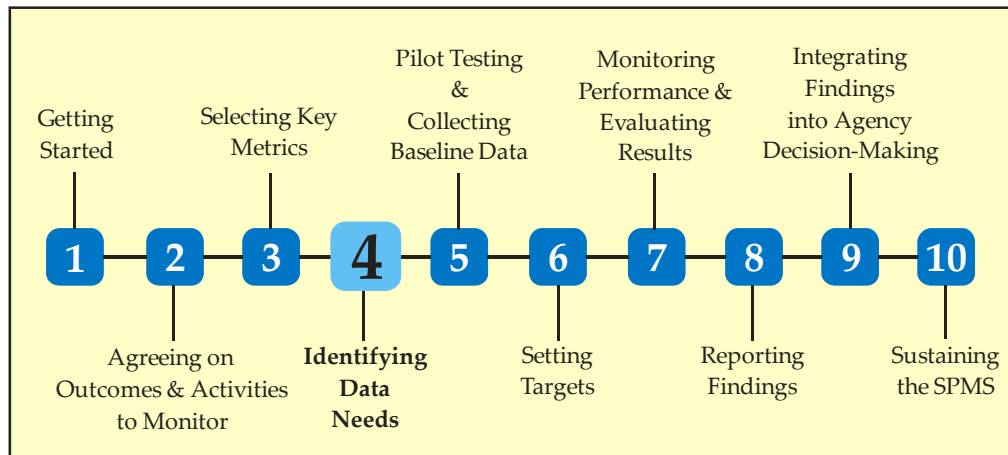 Getting
Started
Selecting Key
Metrics
Pilot Testing
&
Collecting
Baseline Data
Monitoring
Performance &
Evaluating
Results
Integrating
Findings
into Agency
Decision-Making
1
2
3
4
5
6
7
8
9
10
Agreeing on
Outcomes & Activities
to Monitor
Identifying
Data
Needs
Setting
Targets
Reporting
Findings
Sustaining
the SPMS